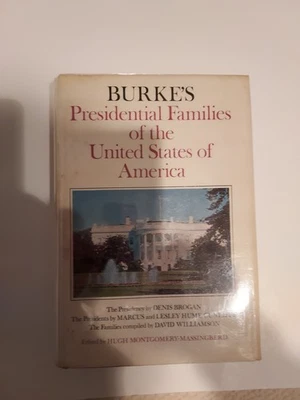 BURKE'S
Presidential Families
of the
United States of
America
The Presidency by DENIS BROGAN
The Presidents by MARCUS and LESLEY HUME
The Families compiled by DAVID WILLIAMSON
Edited by HUGH MONTGOMERY-MASSINGBERD